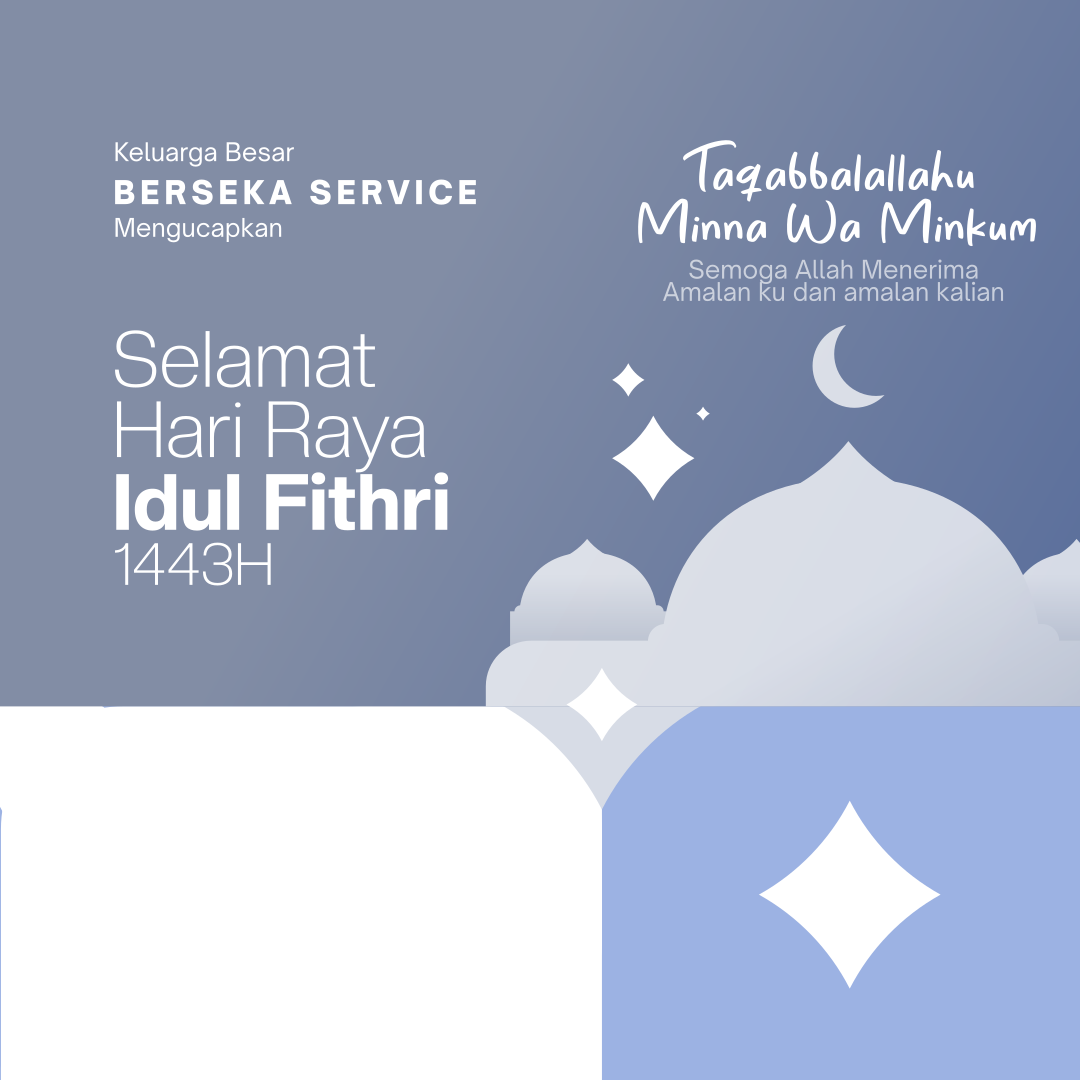 Keluarga Besar
BERSEKA SERVICE
Mengucapkan
Taqabbalallahu
Minna Wa Minkum
Semoga Allah Menerima
Amalan ku dan amalan kalian
Selamat
Hari Raya
Idul Fithri
1443H